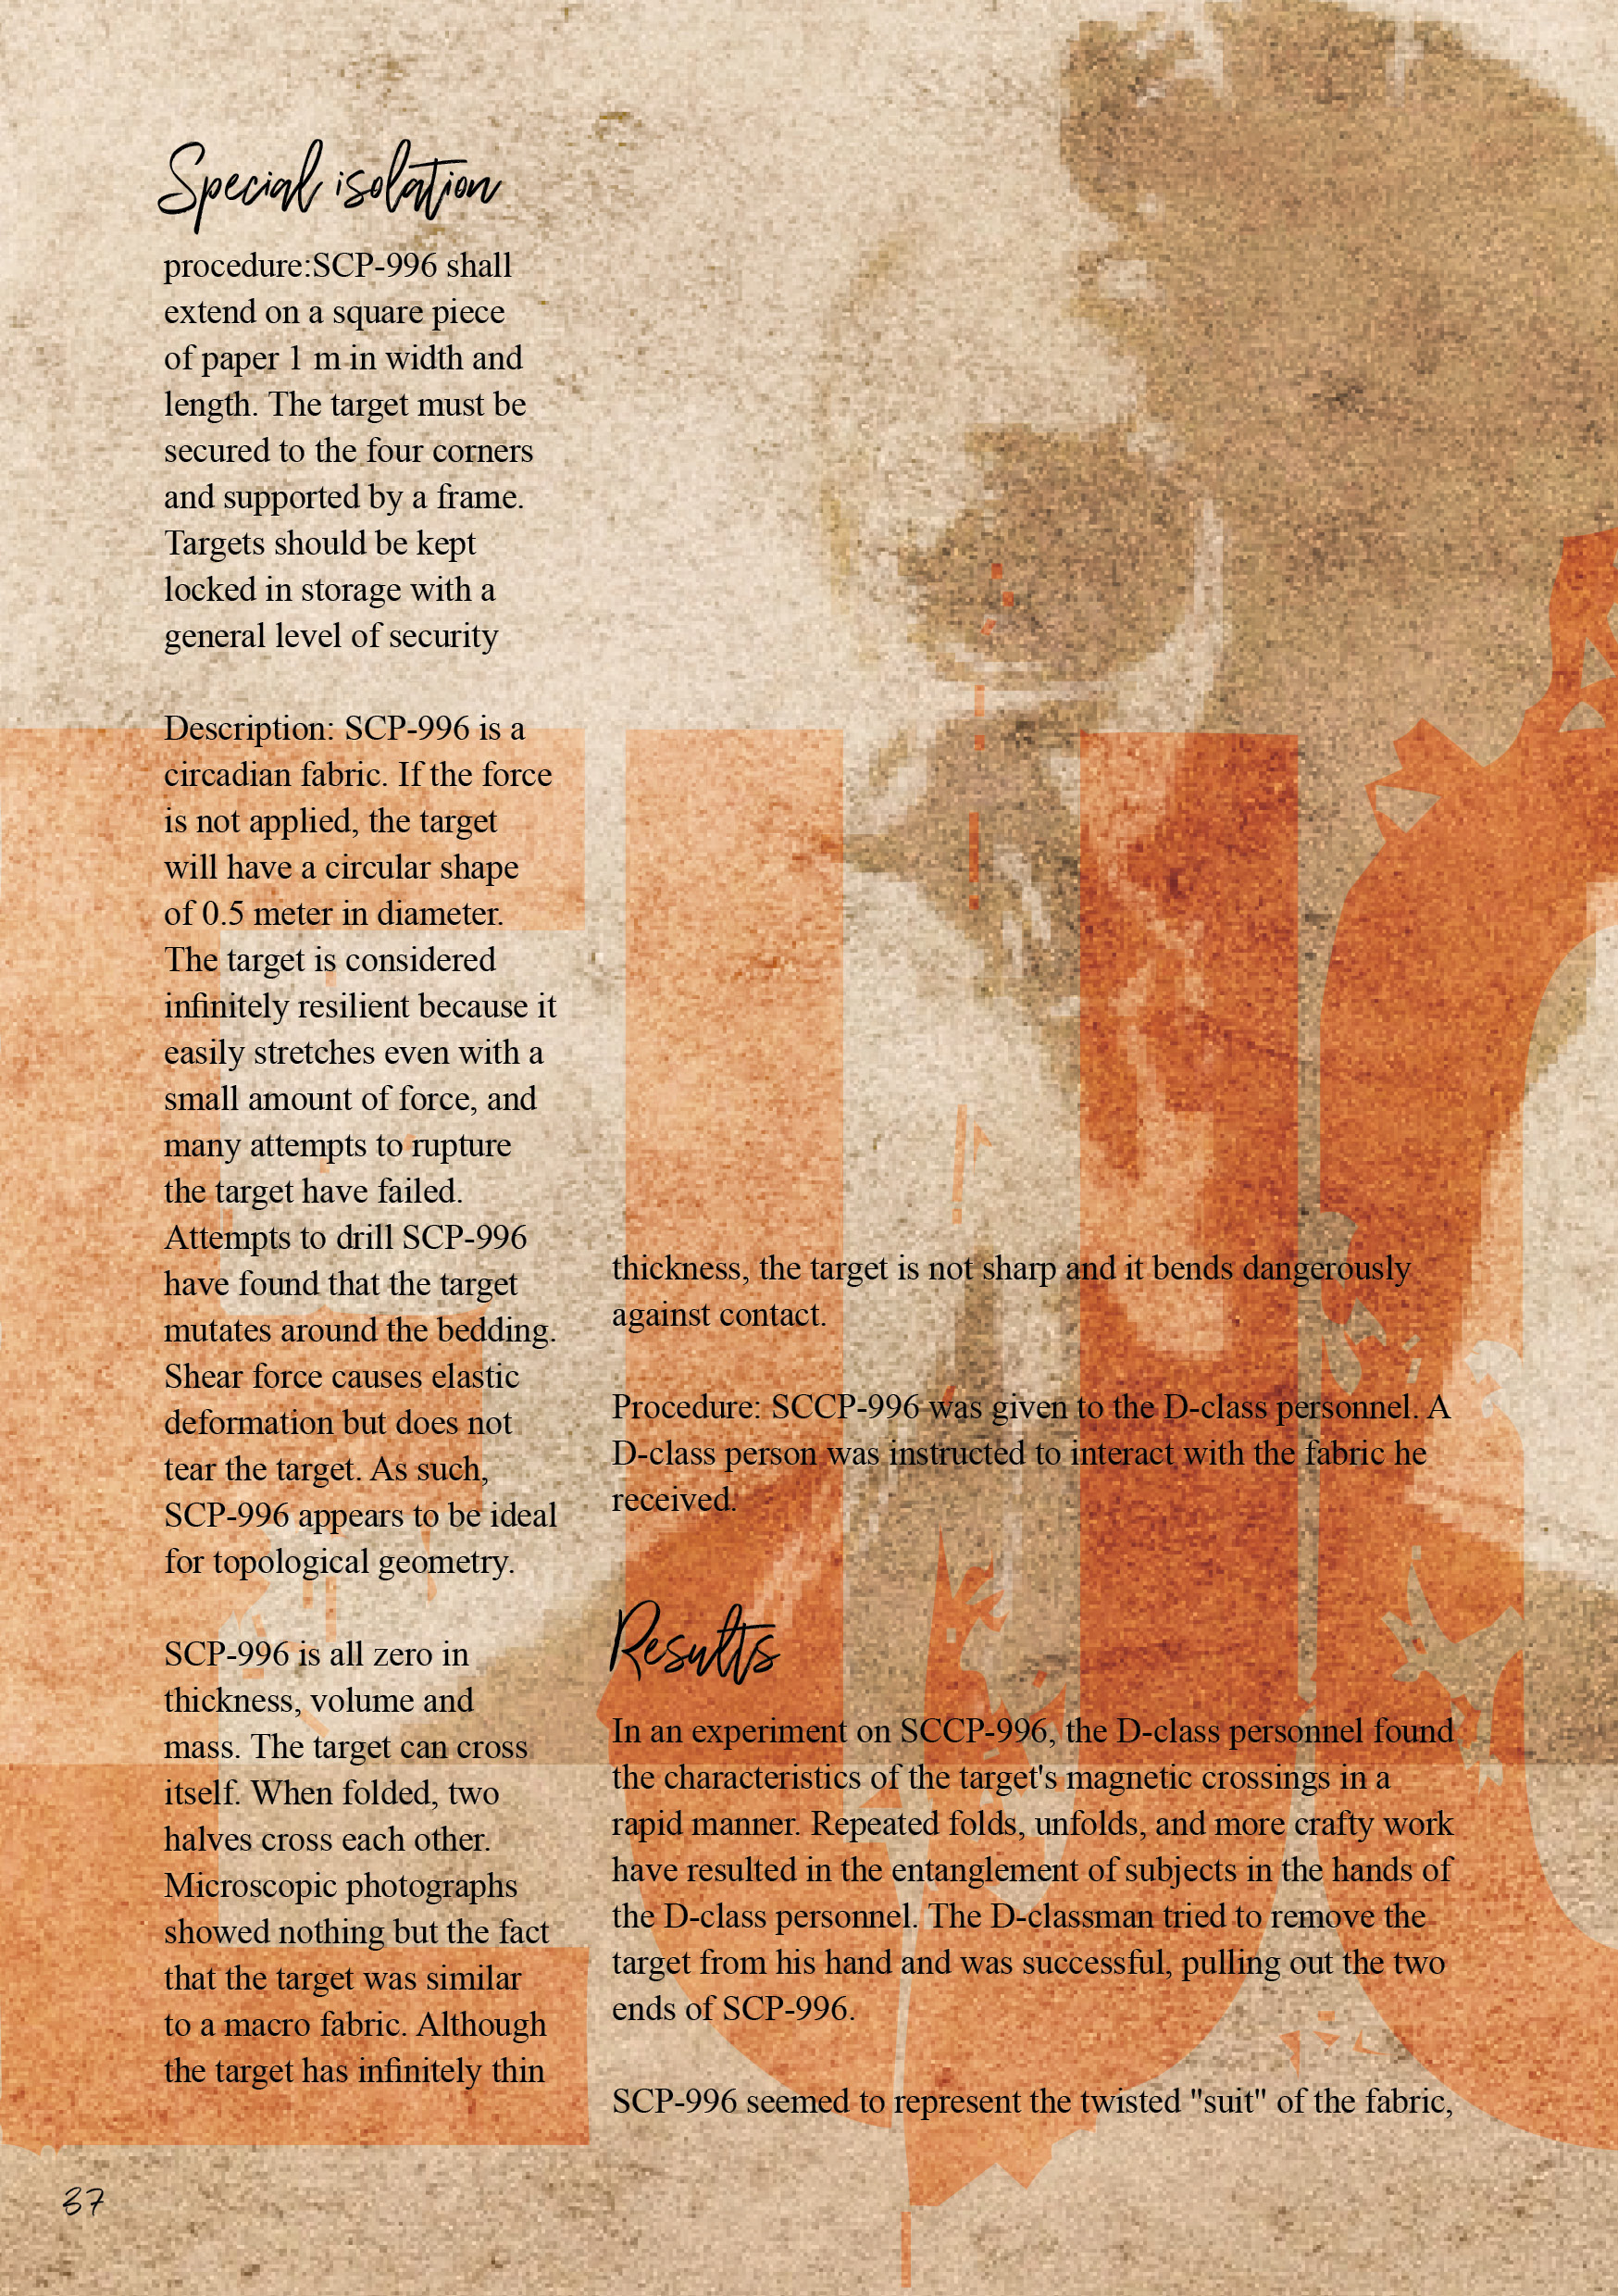 Special isolation
procedure:SCP-996 shall
extend on a square piece
of paper 1 m in width and
length. The target must be
secured to the four corners
and supported by a frame.
Targets should be kept
locked in storage with a
general level of security
Description: SCP-996 is a
circadian fabric. If the force
is not applied, the target
will have a circular shape
of 0.5 meter in diameter.
The target is considered
infinitely resilient because it
easily stretches even with a
small amount of force, and
many attempts to rupture
the target have failed.
Attempts to drill SCP-996
have found that the target
mutates around the bedding.
Shear force causes elastic
deformation but does not
tear the target. As such,
SCP-996 appears to be ideal
for topological geometry.
SCP-996 is all zero in
thickness, volume and
mass. The target can cross
itself. When folded, two
halves cross each other.
Microscopic photographs
showed nothing but the fact
that the target was similar
to a macro fabric. Although
the target has infinitely thin
thickness, the target is not sharp and it bends dangerously
against contact.
Procedure: SCCP-996 was given to the D-class personnel. A
D-class person was instructed to interact with the fabric he
received.
Results
In an experiment on SCCP-996, the D-class personnel found
the characteristics of the target's magnetic crossings in a
rapid manner. Repeated folds, unfolds, and more crafty work
have resulted in the entanglement of subjects in the hands of
the D-class personnel. The D-classman tried to remove the
target from his hand and was successful, pulling out the two
ends of SCP-996.
SCP-996 seemed to represent the twisted "suit" of the fabric,
37